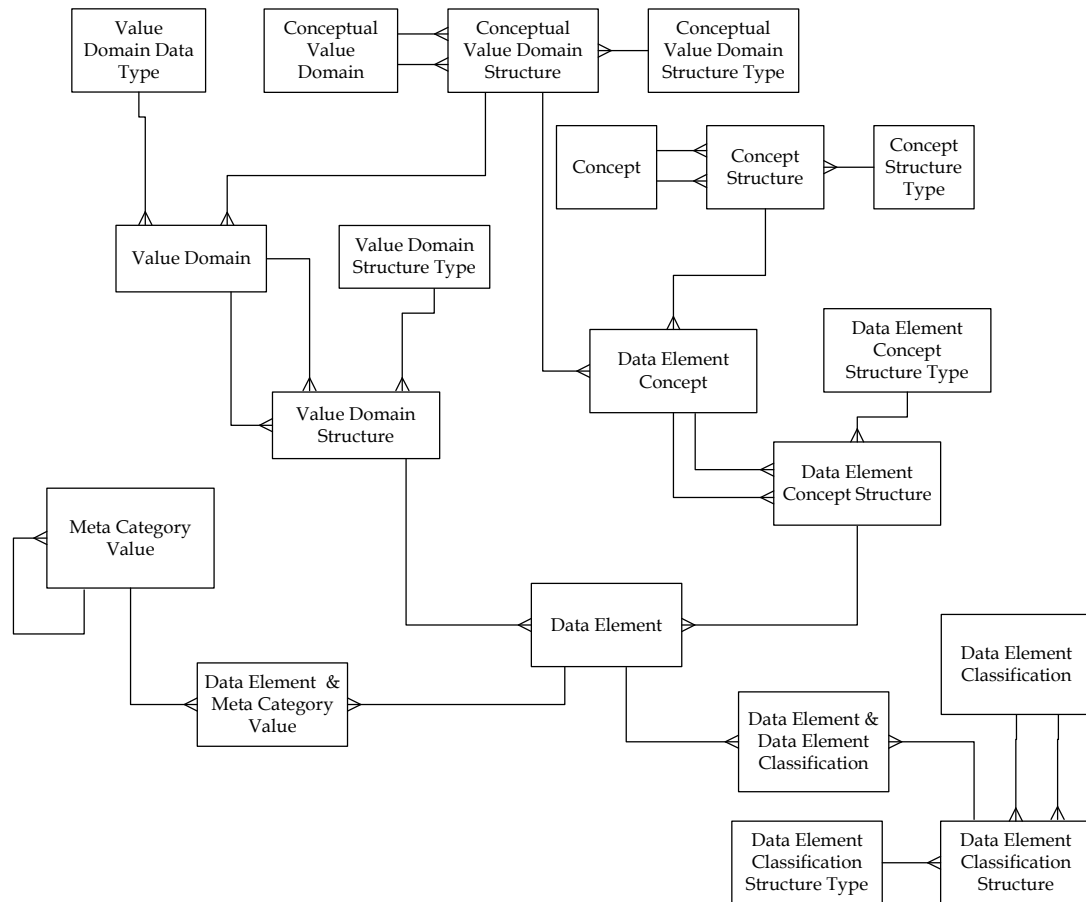 Value
Domain Data
Type
Conceptual
Value
Domain
Conceptual
Value Domain
Structure
Conceptual
Value Domain
Structure Type
Concept
Concept
Structure
Concept
Structure
Type
Value Domain
Value Domain
Structure Type
Data Element
Concept
Data Element
Concept
Structure Type
Value Domain
Structure
Data Element
Concept Structure
Meta Category
Value
Data Element
Data Element
Classification
Data Element &
Meta Category
Value
Data Element &
Data Element
Classification
Data Element
Classification
Structure Type
Data Element
Classification
Structure